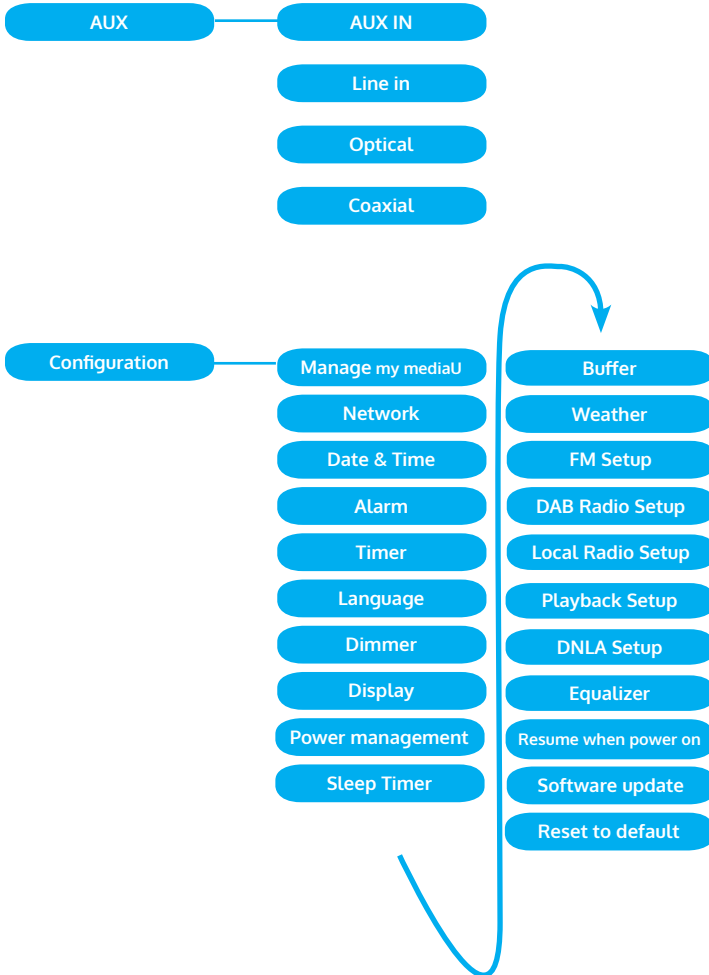 AUX
AUX IN
Line in
Optical
Coaxial
Configuration
Manage my mediaU
Network
Date & Time
Alarm
Timer
Language
Dimmer
Display
Power management
Sleep Timer
Buffer
Weather
FM Setup
DAB Radio Setup
Local Radio Setup
Playback Setup
DNLA Setup
Equalizer
Resume when power on
Software update
Reset to default